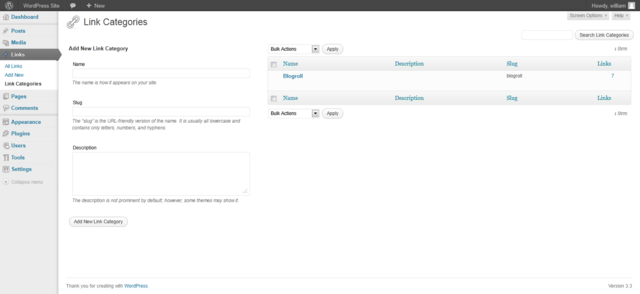 WordPress Site + New Howdy, william
Screen Options Help
Dashboard
Posts
Media
Links
All Links
Add New
Link Categories
Pages
Comments
Appearance
Plugins
Users
Tools
Settings
Collapse menu
Link Categories
Search Link Categories
Add New Link Category
Name
The name is how it appears on your site.
Slug
The "slug" is the URL-friendly version of the name. It is usually all lowercase and
contains only letters, numbers, and hyphens.
Description
The description is not prominent by default; however, some themes may show it.
Add New Link Category
Bulk Actions Apply 1 item
Name Description Slug Links
Blogroll blogroll 7
Name Description Slug Links
Bulk Actions Apply 1 item
Thank you for creating with WordPress. Version 3.3